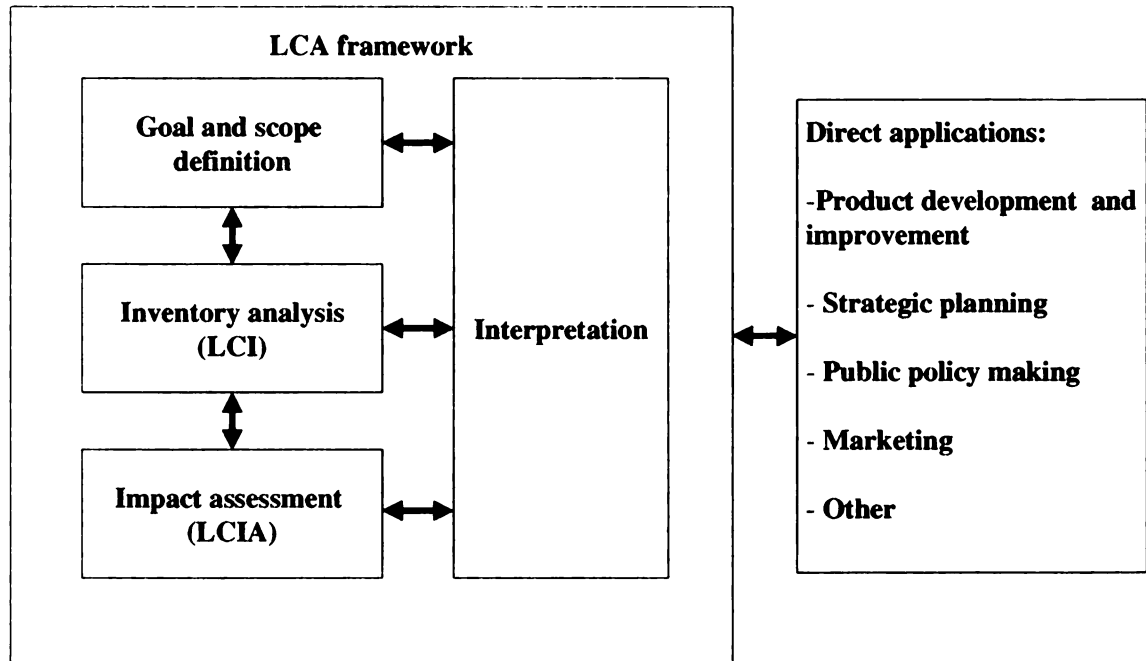 LCA framework
Goal and scope
definition
Inventory analysis
(LCI)
Impact assessment
(LCIA)
Interpretation
Direct applications:
-Product development and
improvement
- Strategic planning
- Public policy making
- Marketing
- Other